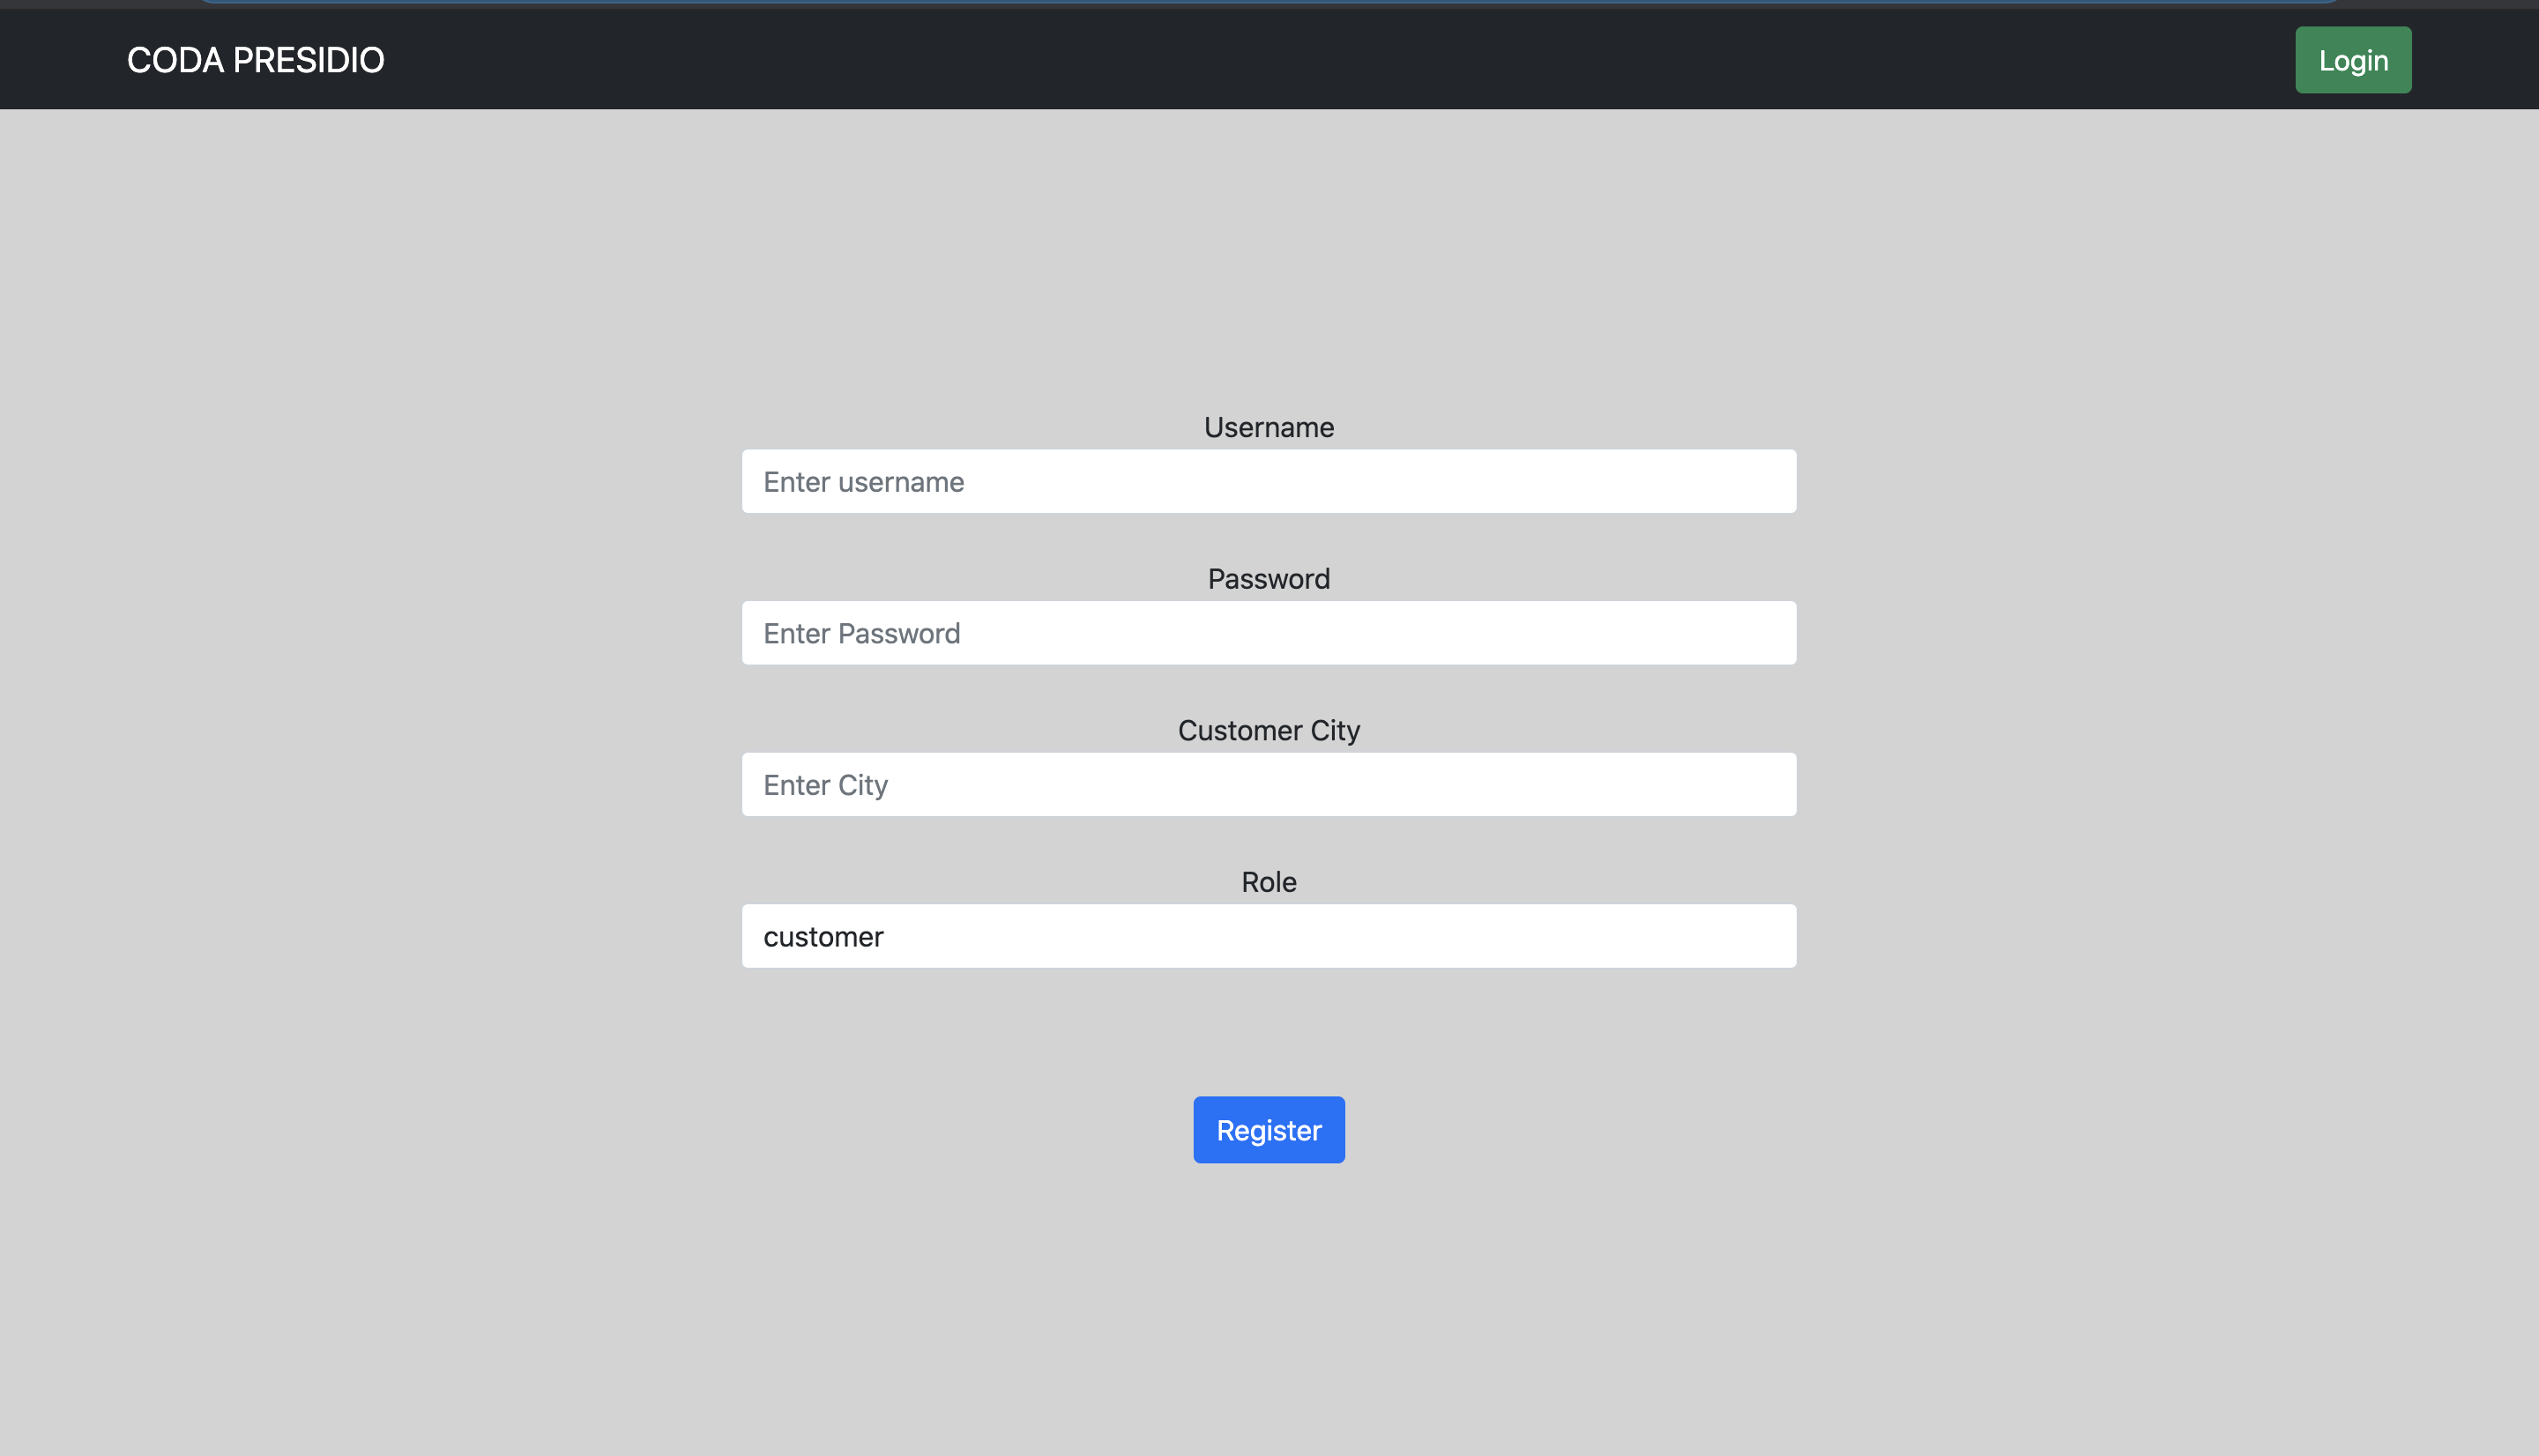 CODA PRESIDIO
Login
Username
Enter username
Password
Enter Password
Customer City
Enter City
Role
customer
Register